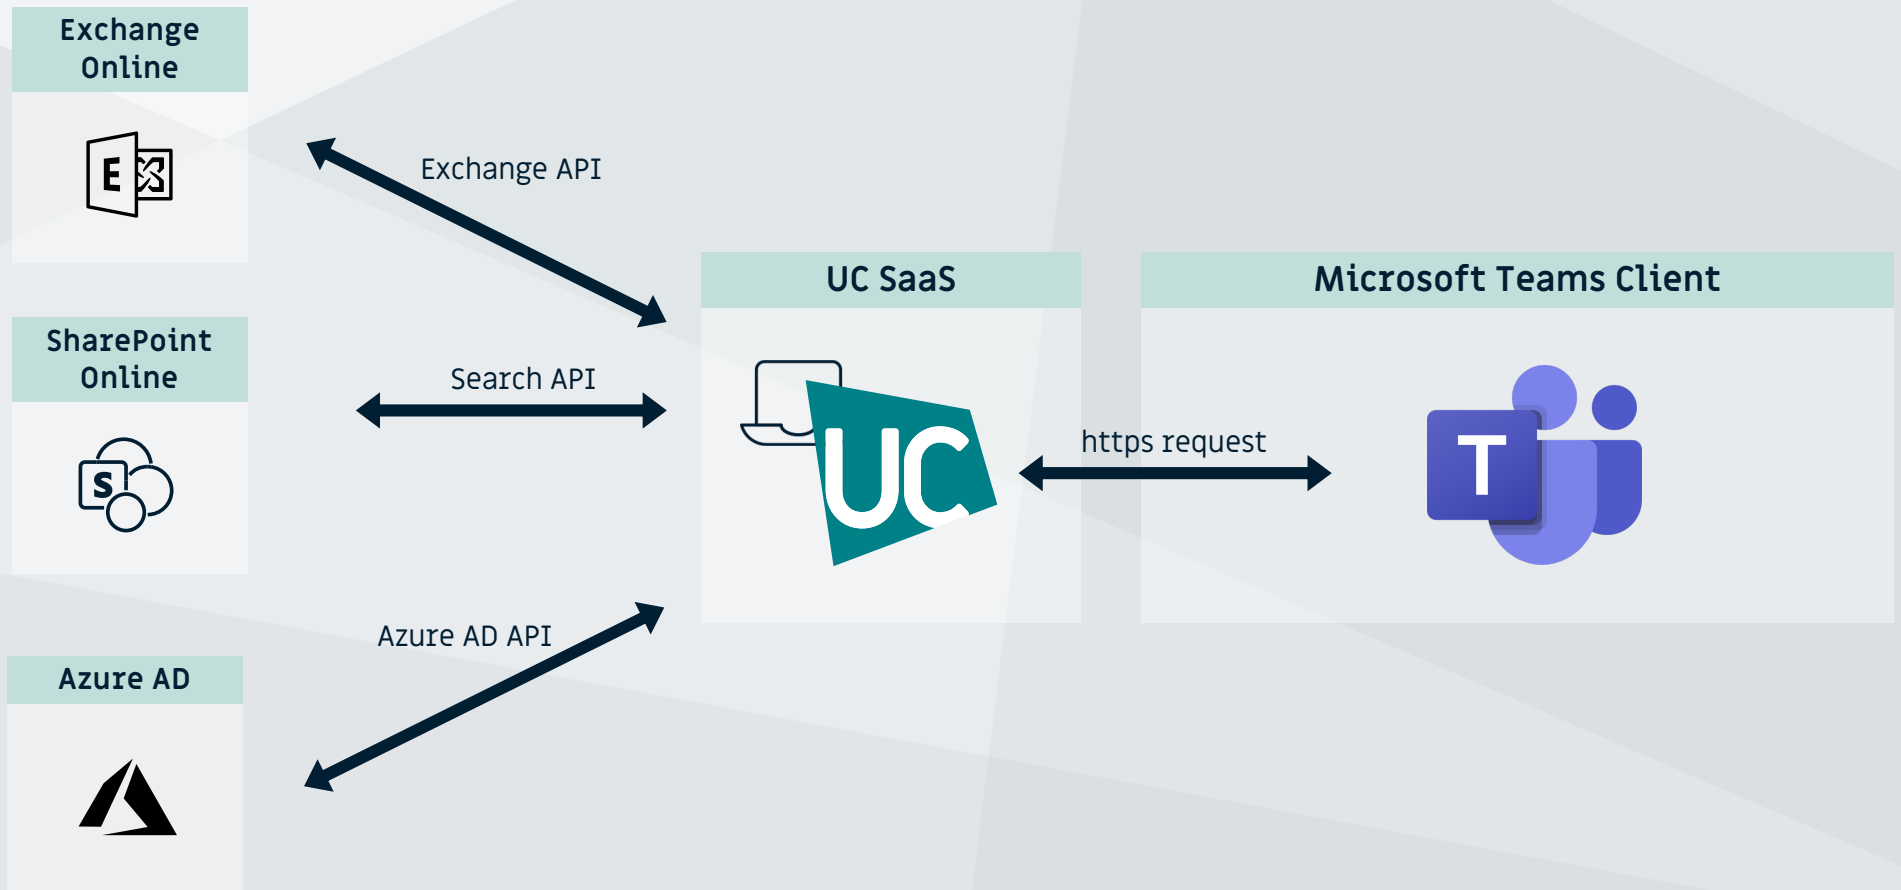 Exchange
Online
E
Exchange API
SharePoint
Online
S
Search API
Azure AD
Azure AD API
UC SaaS
UC
https request
Microsoft Teams Client
T